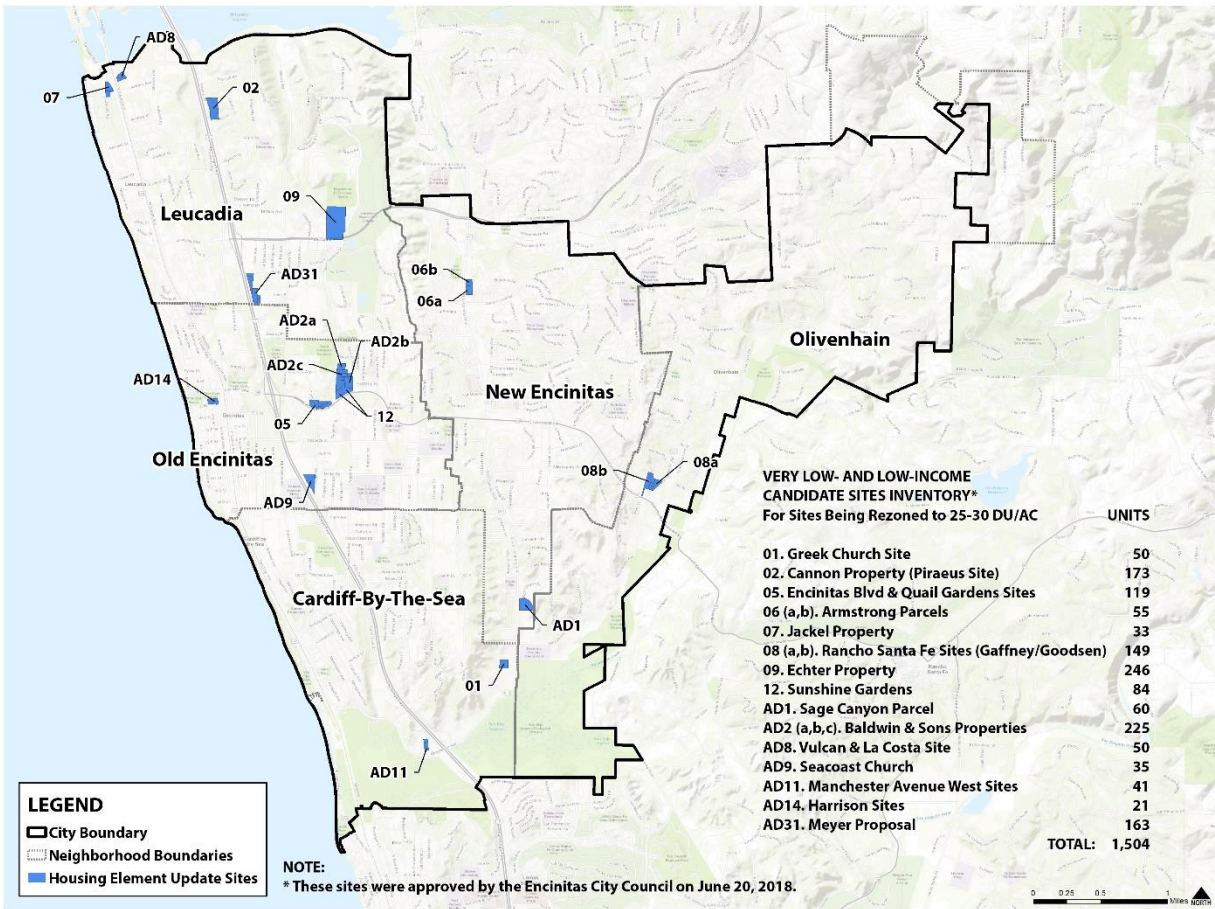 AD8
07
02
Leucadia
09
AD31
06b
06a
AD2a
AD2b
AD2c
AD14
12
05
New Encinitas
Olivenhain
Old Encinitas
08b
08a
AD9
Cardiff-By-The-Sea
AD1
01
AD11
VERY LOW- AND LOW-INCOME
CANDIDATE SITES INVENTORY*
For Sites Being Rezoned to 25-30 DU/AC UNITS
01. Greek Church Site 50
02. Cannon Property (Piraeus Site) 173
05. Encinitas Blvd & Quail Gardens Sites 119
06 (a,b). Armstrong Parcels 55
07. Jackel Property 33
08 (a,b). Rancho Santa Fe Sites (Gaffney/Goodsen) 149
09. Echter Property 246
12. Sunshine Gardens 84
AD1. Sage Canyon Parcel 60
AD2 (a,b,c). Baldwin & Sons Properties 225
AD8. Vulcan & La Costa Site 50
AD9. Seacoast Church 35
AD11. Manchester Avenue West Sites 41
AD14. Harrison Sites 21
AD31. Meyer Proposal 163
TOTAL: 1,504
LEGEND
City Boundary
Neighborhood Boundaries
Housing Element Update Sites
NOTE:
* These sites were approved by the Encinitas City Council on June 20, 2018.
0 0.25 0.5 1
Miles
NORTH